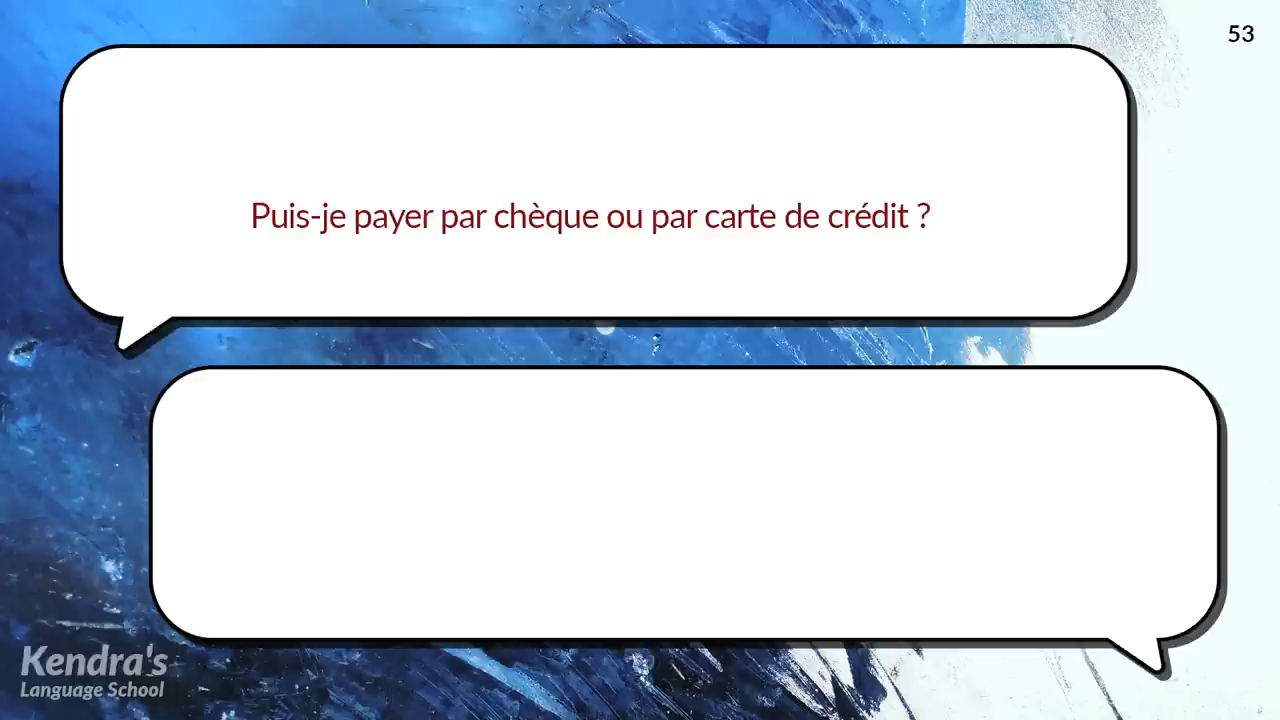 53
Puis-je payer par chèque ou par carte de crédit ?
Kendra's
Language School